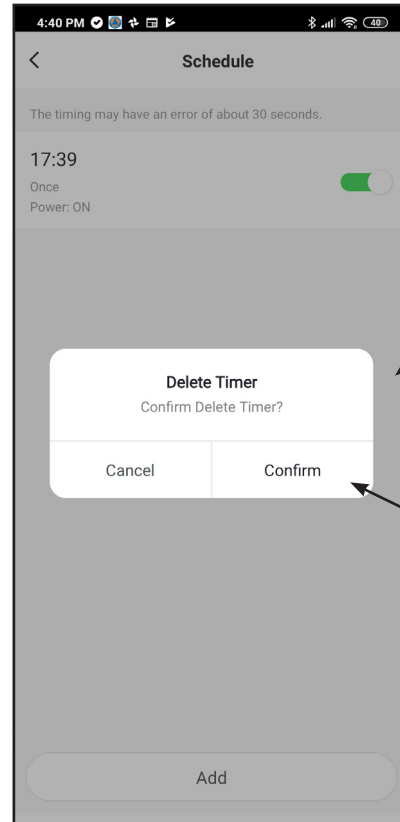 4:40 PM 40
Schedule
The timing may have an error of about 30 seconds.
17:39
Once
Power: ON
Delete Timer
Confirm Delete Timer?
Cancel Confirm
Add